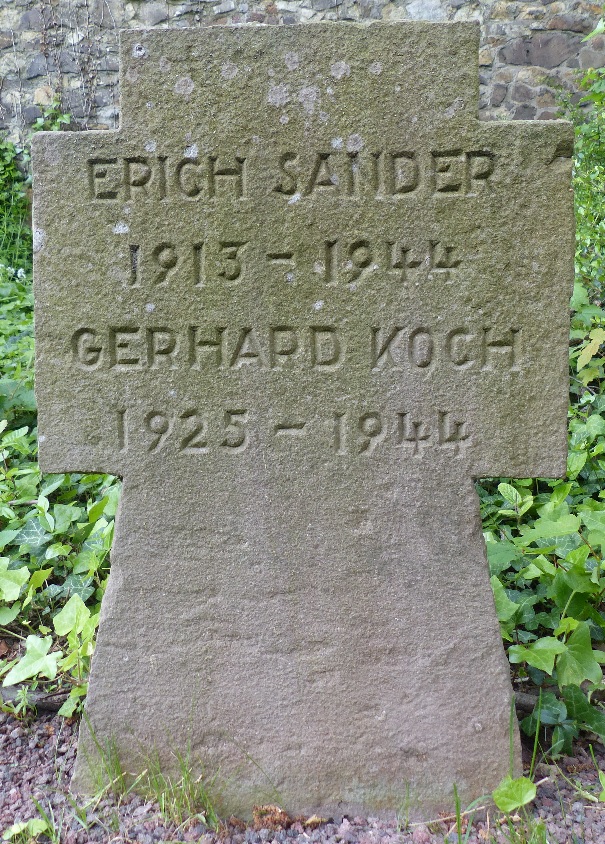 ERICH SANDER
1913 - 1944
GERHARD KOCH
1925 - 1944